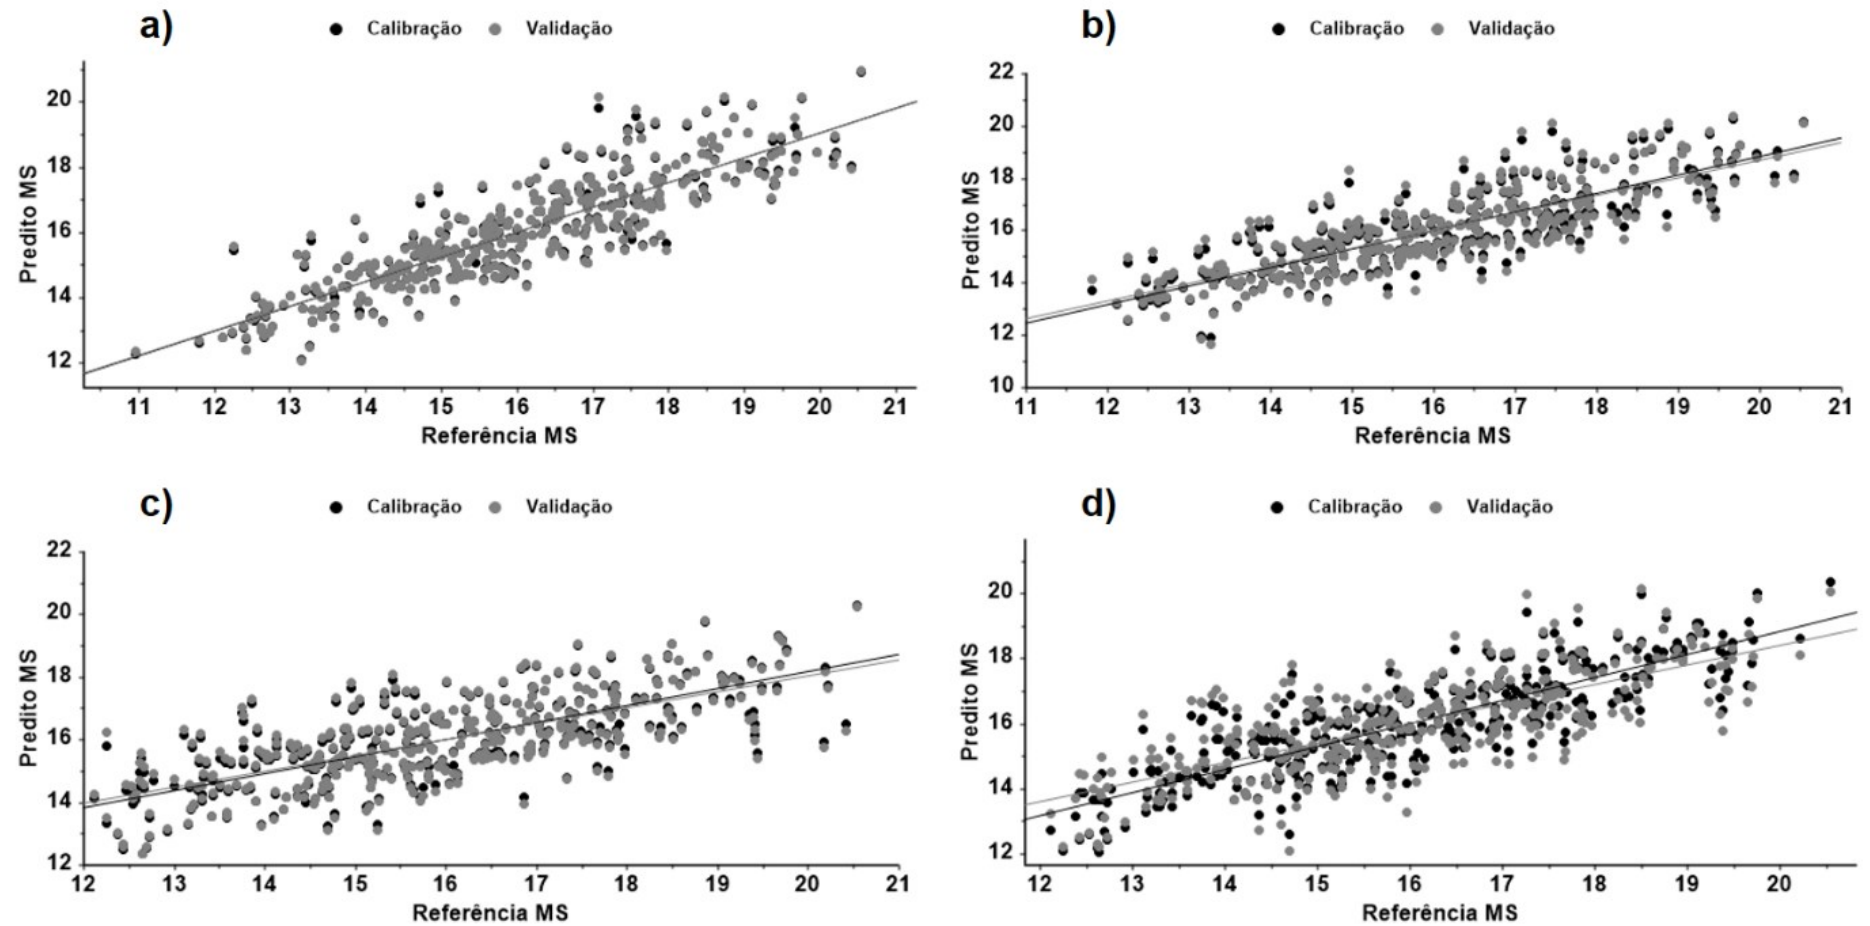 a)
Calibração Validação
20
18
16
14
12
Predito MS
11 12 13 14 15 16 17 18 19 20 21
Referência MS
b)
Calibração Validação
22
20
18
16
14
12
10
Predito MS
11 12 13 14 15 16 17 18 19 20 21
Referência MS
c)
Calibração Validação
22
20
18
16
14
12
Predito MS
12 13 14 15 16 17 18 19 20 21
Referência MS
d)
Calibração Validação
20
18
16
14
12
Predito MS
12 13 14 15 16 17 18 19 20
Referência MS